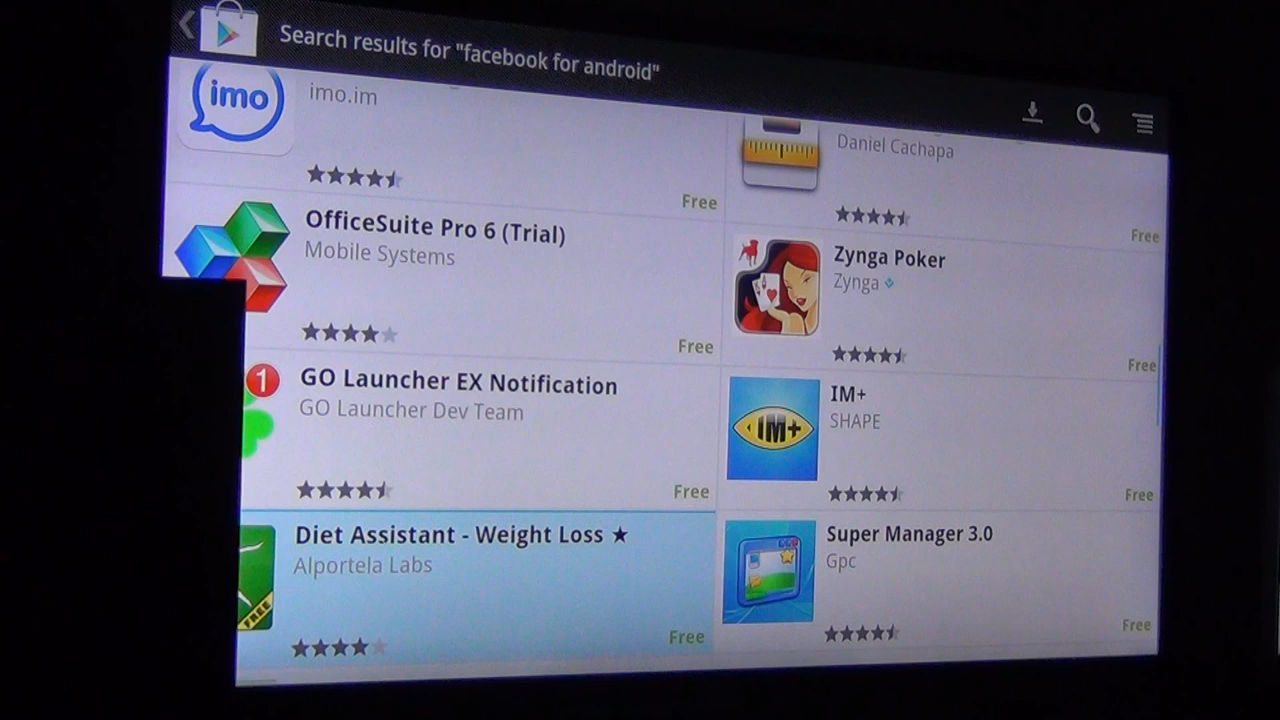 Search results for "facebook for android"
imo
imo.im
Free
Daniel Cachapa
Free
OfficeSuite Pro 6 (Trial)
Mobile Systems
Free
Zynga Poker
Zynga
Free
1
GO Launcher EX Notification
GO Launcher Dev Team
Free
IM+
IM+
SHAPE
Free
FREE
Diet Assistant - Weight Loss ★
Alportela Labs
Free
Super Manager 3.0
Gpc
Free